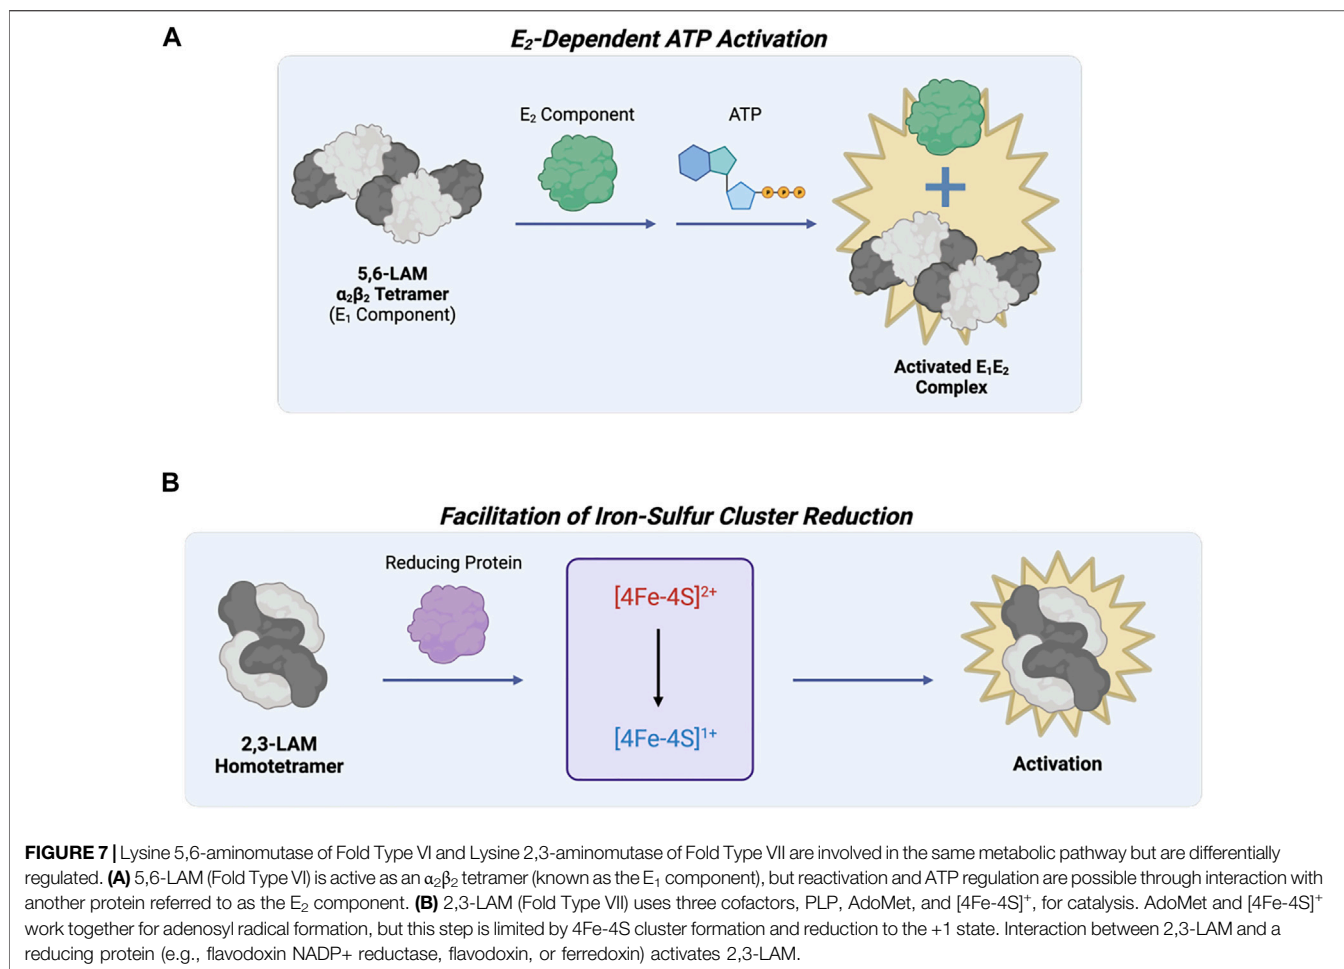 A
E₂-Dependent ATP Activation
E₂ Component
ATP
P P P
5,6-LAM
α₂β₂ Tetramer
(E₁ Component)
+
Activated E₁E₂
Complex
B
Facilitation of Iron-Sulfur Cluster Reduction
Reducing Protein
[4Fe-4S]²⁺
[4Fe-4S]¹⁺
2,3-LAM
Homotetramer
Activation
FIGURE 7 | Lysine 5,6-aminomutase of Fold Type VI and Lysine 2,3-aminomutase of Fold Type VII are involved in the same metabolic pathway but are differentially
regulated. (A) 5,6-LAM (Fold Type VI) is active as an α₂β₂ tetramer (known as the E₁ component), but reactivation and ATP regulation are possible through interaction with
another protein referred to as the E₂ component. (B) 2,3-LAM (Fold Type VII) uses three cofactors, PLP, AdoMet, and [4Fe-4S]⁺, for catalysis. AdoMet and [4Fe-4S]⁺
work together for adenosyl radical formation, but this step is limited by 4Fe-4S cluster formation and reduction to the +1 state. Interaction between 2,3-LAM and a
reducing protein (e.g., flavodoxin NADP+ reductase, flavodoxin, or ferredoxin) activates 2,3-LAM.